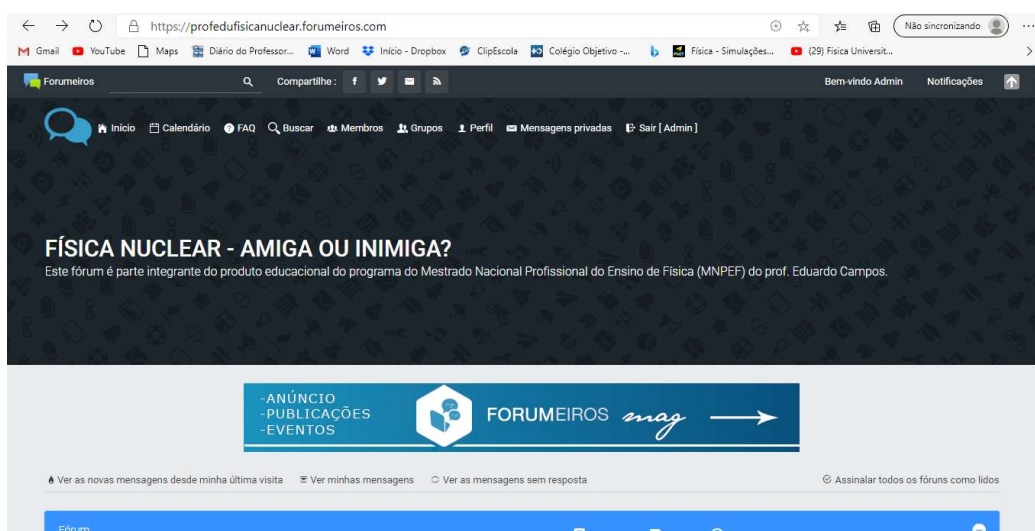 https://profedufisicanuclear.forumeiros.com Não sincronizando
Gmail YouTube Maps Diário do Professor... Word Início - Dropbox ClipEscola Colégio Objetivo -... Física - Simulações... (29) Fisica Universit...
Forumeiros Compartilhe: Bem-vindo Admin Notificações
Início Calendário FAQ Buscar Membros Grupos Perfil Mensagens privadas Sair [ Admin ]
FÍSICA NUCLEAR - AMIGA OU INIMIGA?
Este fórum é parte integrante do produto educacional do programa do Mestrado Nacional Profissional do Ensino de Física (MNPEF) do prof. Eduardo Campos.
-ANÚNCIO
-PUBLICAÇÕES
-EVENTOS
FORUMEIROS mag
Ver as novas mensagens desde minha última visita Ver minhas mensagens Ver as mensagens sem resposta Assinalar todos os fóruns como lidos
Fórum